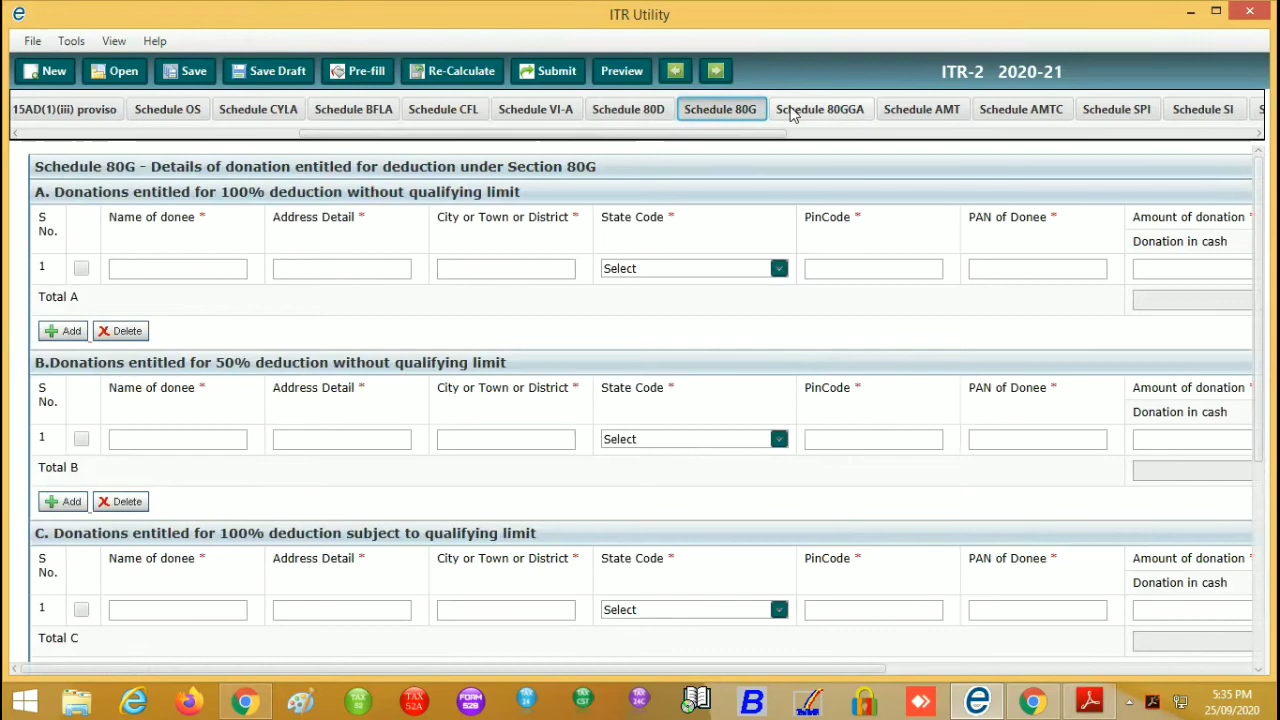 ITR Utility
File Tools View Help
New Open Save Save Draft Pre-fill Re-Calculate Submit Preview ITR-2 2020-21
15AD(1)(iii) proviso Schedule OS Schedule CYLA Schedule BFLA Schedule CFL Schedule VI-A Schedule 80D Schedule 80G Schedule 80GGA Schedule AMT Schedule AMTC Schedule SPI Schedule SI
Schedule 80G - Details of donation entitled for deduction under Section 80G
A. Donations entitled for 100% deduction without qualifying limit
S No. Name of donee * Address Detail * City or Town or District * State Code * PinCode * PAN of Donee * Amount of donation *
Donation in cash
1 Select
Total A
Add Delete
B.Donations entitled for 50% deduction without qualifying limit
S No. Name of donee * Address Detail * City or Town or District * State Code * PinCode * PAN of Donee * Amount of donation *
Donation in cash
1 Select
Total B
Add Delete
C. Donations entitled for 100% deduction subject to qualifying limit
S No. Name of donee * Address Detail * City or Town or District * State Code * PinCode * PAN of Donee * Amount of donation *
Donation in cash
1 Select
Total C
TAX 52A FORM 52B TAX CST TAX 24C B
5:35 PM
25/09/2020